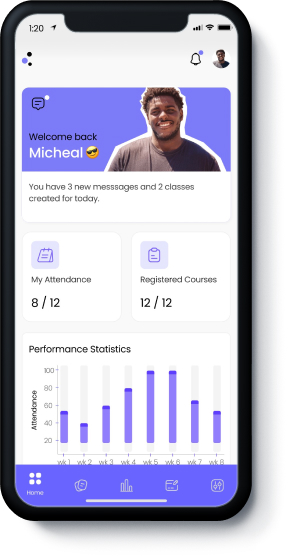 1:20
Welcome back
Micheal 😎
You have 3 new messsages and 2 classes
created for today.
My Attendance
8 / 12
Registered Courses
12 / 12
Performance Statistics
Attendance
100
80
60
40
20
wk 1 wk 2 wk 3 wk 4 wk 5 wk 6 wk 7 wk 8
Home